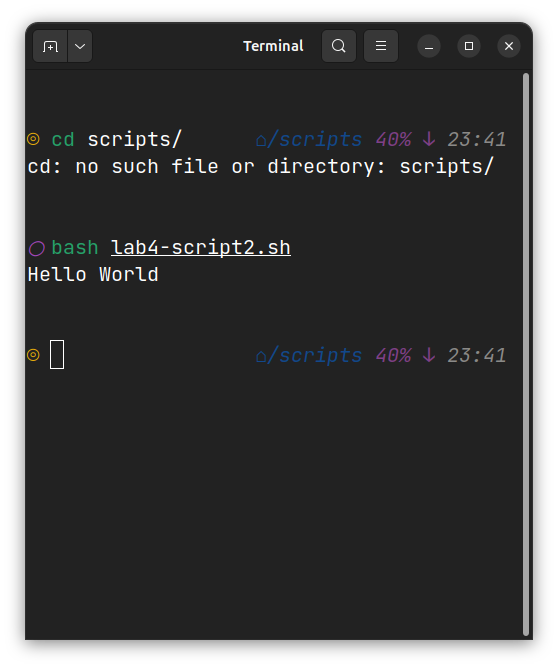 Terminal
◎ cd scripts/ ⌂/scripts 40% ↓ 23:41
cd: no such file or directory: scripts/
○ bash lab4-script2.sh
Hello World
◎ ⌂/scripts 40% ↓ 23:41